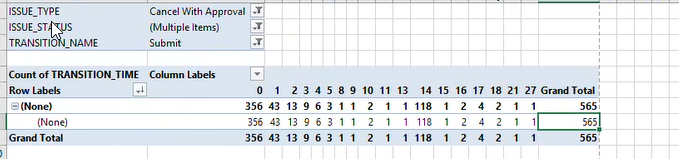 ISSUE_TYPE Cancel With Approval
ISSUE_STATUS (Multiple Items)
TRANSITION_NAME Submit
Count of TRANSITION_TIME Column Labels
Row Labels 0 1 2 3 4 5 8 9 10 11 13 14 15 16 17 18 21 27 Grand Total
(None) 356 43 13 9 6 3 1 1 2 1 1 118 1 2 4 2 1 1 565
(None) 356 43 13 9 6 3 1 1 2 1 1 118 1 2 4 2 1 1 565
Grand Total 356 43 13 9 6 3 1 1 2 1 1 118 1 2 4 2 1 1 565